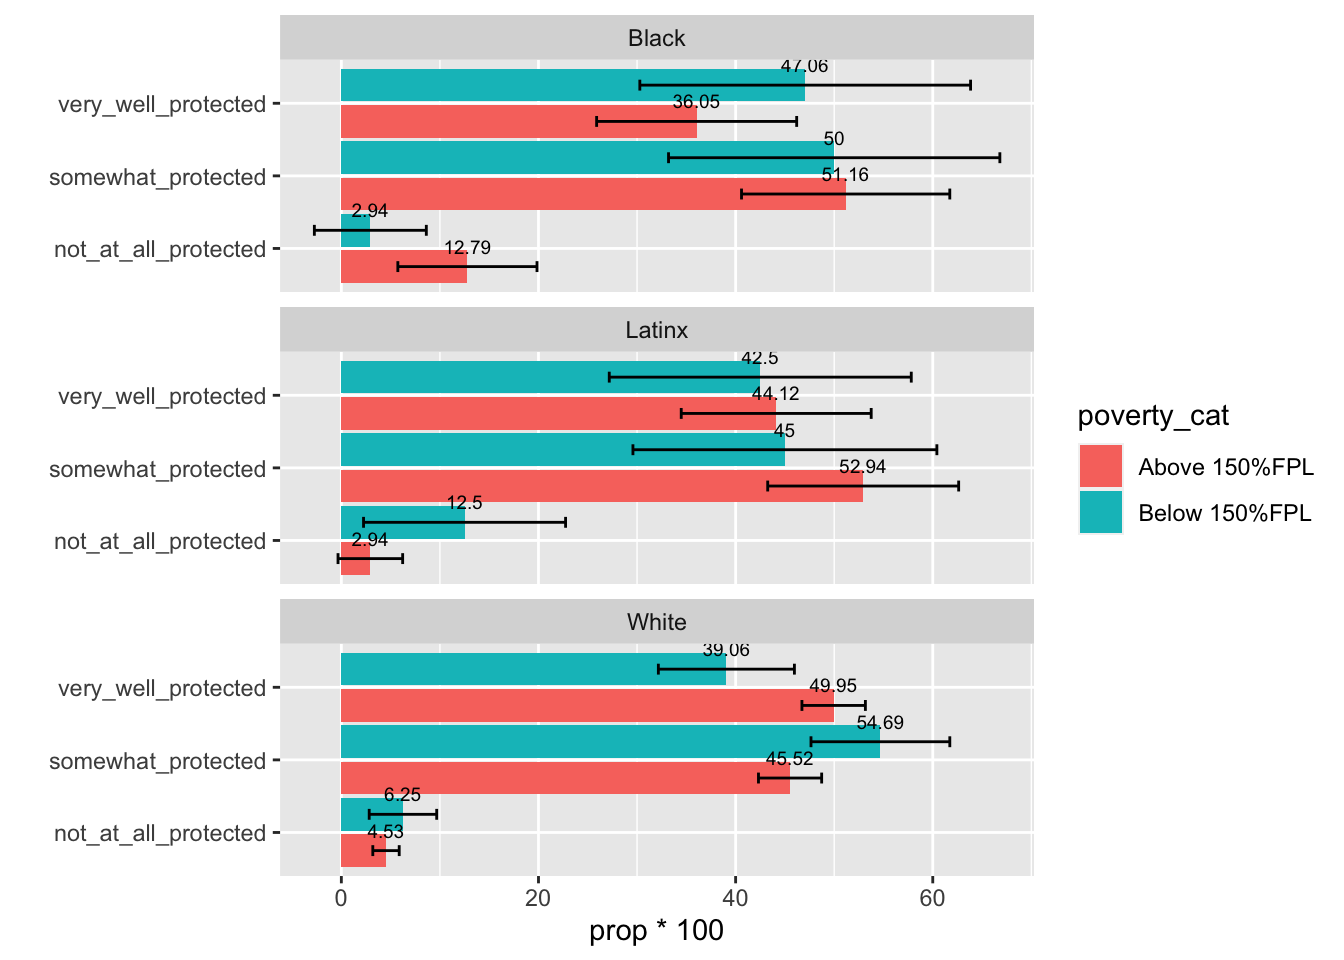 Black
47.06
very_well_protected
36.05
50
somewhat_protected
51.16
2.94
not_at_all_protected
12.79
Latinx
42.5
very_well_protected
44.12
45
somewhat_protected
52.94
12.5
not_at_all_protected
2.94
White
39.06
very_well_protected
49.95
54.69
somewhat_protected
45.52
6.25
not_at_all_protected
4.53
0 20 40 60
prop * 100
poverty_cat
Above 150%FPL
Below 150%FPL